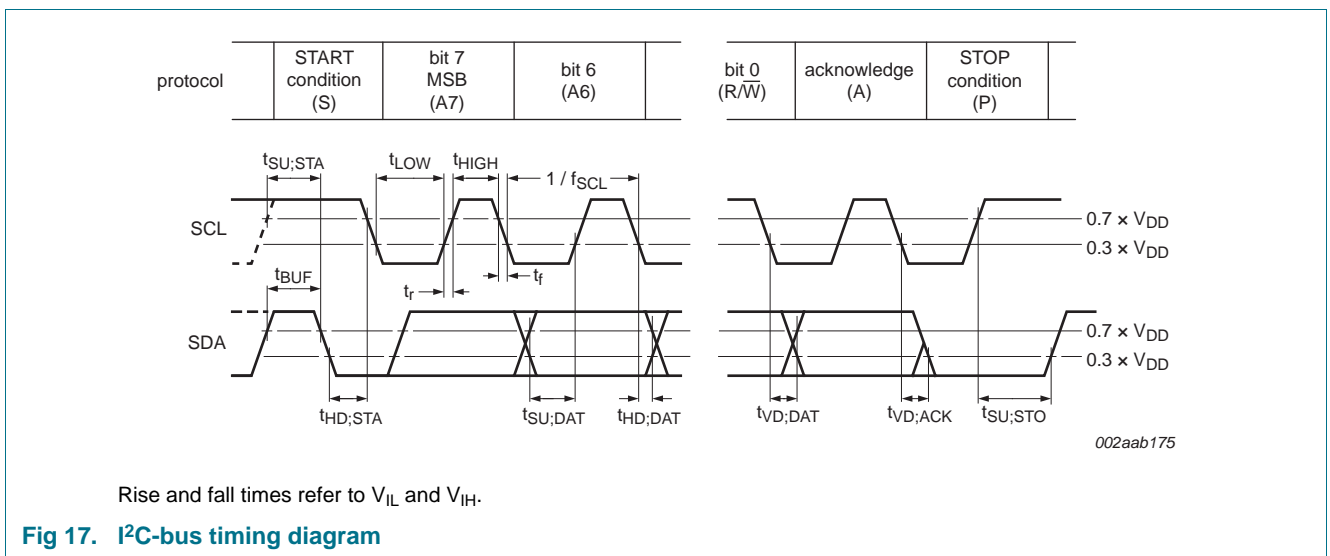 protocol
START
condition
(S)
bit 7
MSB
(A7)
bit 6
(A6)
bit 0
(R/W̅)
acknowledge
(A)
STOP
condition
(P)
tSU;STA
tLOW
tHIGH
1 / fSCL
SCL
0.7 × VDD
0.3 × VDD
tBUF
tr
tf
SDA
0.7 × VDD
0.3 × VDD
tHD;STA
tSU;DAT
tHD;DAT
tVD;DAT
tVD;ACK
tSU;STO
002aab175
Rise and fall times refer to VIL and VIH.
Fig 17. I²C-bus timing diagram